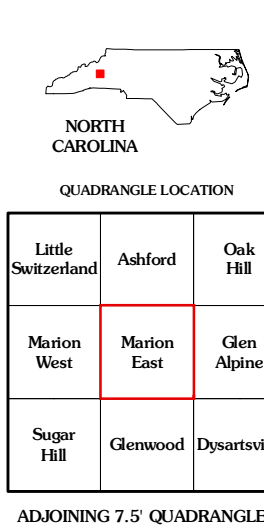 NORTH
CAROLINA
QUADRANGLE LOCATION
Little
Switzerland
Ashford
Oak
Hill
Marion
West
Marion
East
Glen
Alpine
Sugar
Hill
Glenwood
Dysartsvi
ADJOINING 7.5' QUADRANGLE